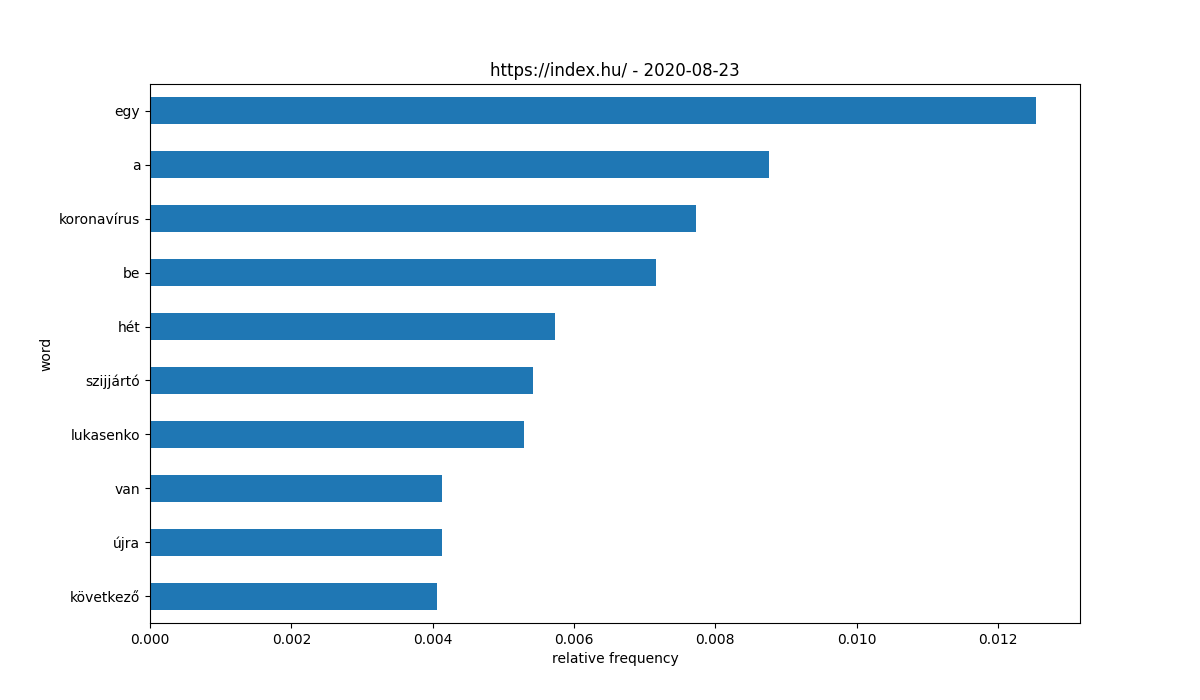 https://index.hu/ - 2020-08-23
egy
a
koronavírus
be
hét
szijjártó
lukasenko
van
újra
következő
word
0.000 0.002 0.004 0.006 0.008 0.010 0.012
relative frequency